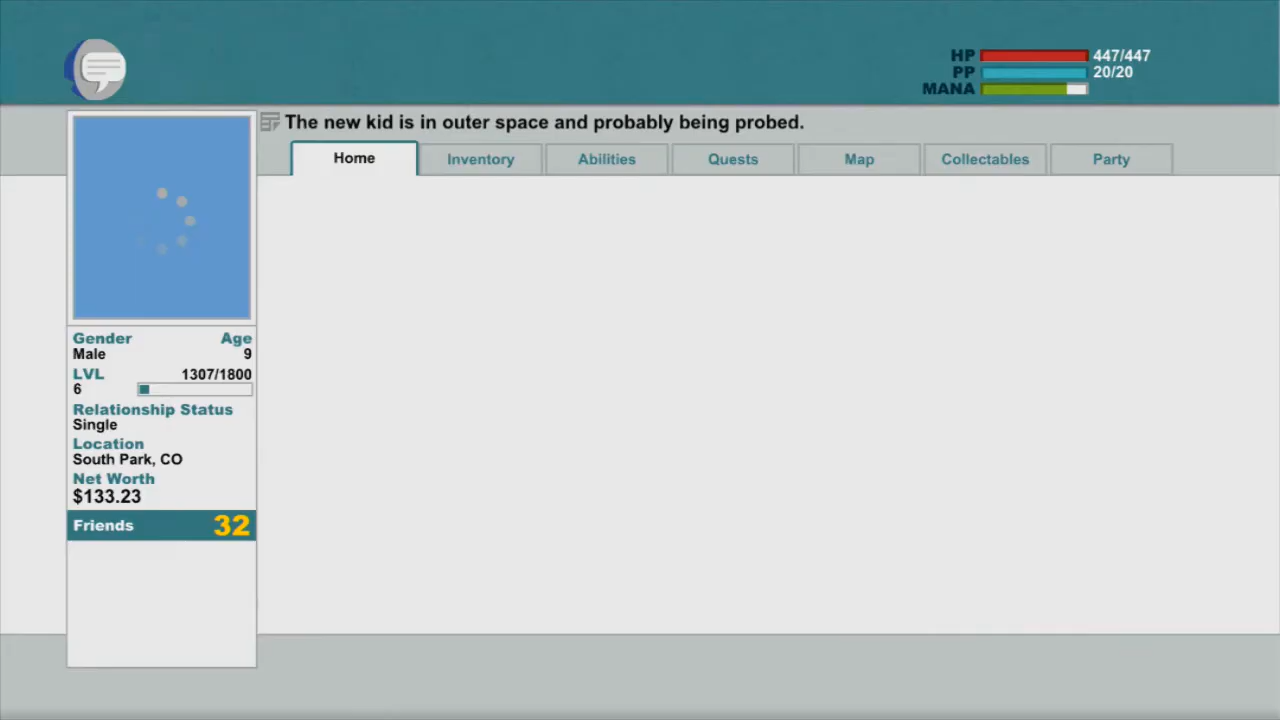 HP 447/447
PP 20/20
MANA
The new kid is in outer space and probably being probed.
Home Inventory Abilities Quests Map Collectables Party
Gender Age
Male 9
LVL 1307/1800
6
Relationship Status
Single
Location
South Park, CO
Net Worth
$133.23
Friends 32